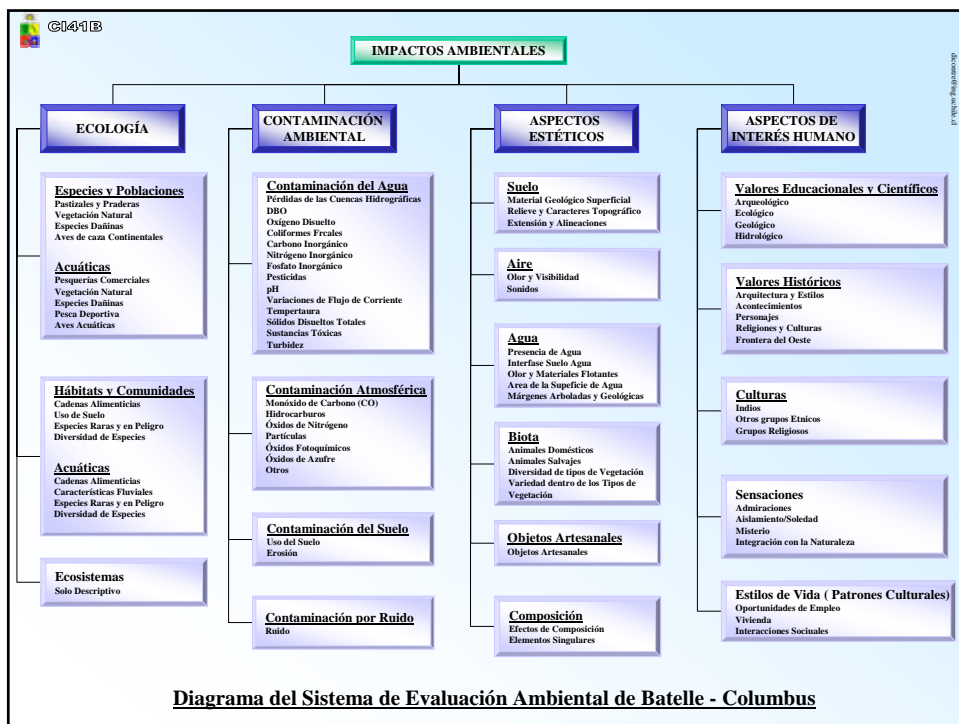 CI41B
IMPACTOS AMBIENTALES
ECOLOGÍA
Especies y Poblaciones
Pastizales y Praderas
Vegetación Natural
Especies Dañinas
Aves de caza Continentales
Acuáticas
Pesquerías Comerciales
Vegetación Natural
Especies Dañinas
Pesca Deportiva
Aves Acuáticas
Hábitats y Comunidades
Cadenas Alimenticias
Uso de Suelo
Especies Raras y en Peligro
Diversidad de Especies
Acuáticas
Cadenas Alimenticias
Características Fluviales
Especies Raras y en Peligro
Diversidad de Especies
Ecosistemas
Solo Descriptivo
CONTAMINACIÓN
AMBIENTAL
Contaminación del Agua
Pérdidas de las Cuencas Hidrográficas
DBO
Oxígeno Disuelto
Coliformes Frcales
Carbono Inorgánico
Nitrógeno Inorgánico
Fosfato Inorgánico
Pesticidas
pH
Variaciones de Flujo de Corriente
Tempertaura
Sólidos Disueltos Totales
Sustancias Tóxicas
Turbidez
Contaminación Atmosférica
Monóxido de Carbono (CO)
Hidrocarburos
Óxidos de Nitrógeno
Partículas
Óxidos Fotoquímicos
Óxidos de Azufre
Otros
Contaminación del Suelo
Uso del Suelo
Erosión
Contaminación por Ruido
Ruido
ASPECTOS
ESTÉTICOS
Suelo
Material Geológico Superficial
Relieve y Caracteres Topográfico
Extensión y Alineaciones
Aire
Olor y Visibilidad
Sonidos
Agua
Presencia de Agua
Interfase Suelo Agua
Olor y Materiales Flotantes
Area de la Supeficie de Agua
Márgenes Arboladas y Geológicas
Biota
Animales Domésticos
Animales Salvajes
Diversidad de tipos de Vegetación
Variedad dentro de los Tipos de
Vegetación
Objetos Artesanales
Objetos Artesanales
Composición
Efectos de Composición
Elementos Singulares
ASPECTOS DE
INTERÉS HUMANO
Valores Educacionales y Científicos
Arqueológico
Ecológico
Geológico
Hidrológico
Valores Históricos
Arquitectura y Estilos
Acontecimientos
Personajes
Religiones y Culturas
Frontera del Oeste
Culturas
Indios
Otros grupos Etnicos
Grupos Religiosos
Sensaciones
Admiraciones
Aislamiento/Soledad
Misterio
Integración con la Naturaleza
Estilos de Vida ( Patrones Culturales)
Oportunidades de Empleo
Vivienda
Interacciones Sociuales
Diagrama del Sistema de Evaluación Ambiental de Batelle - Columbus